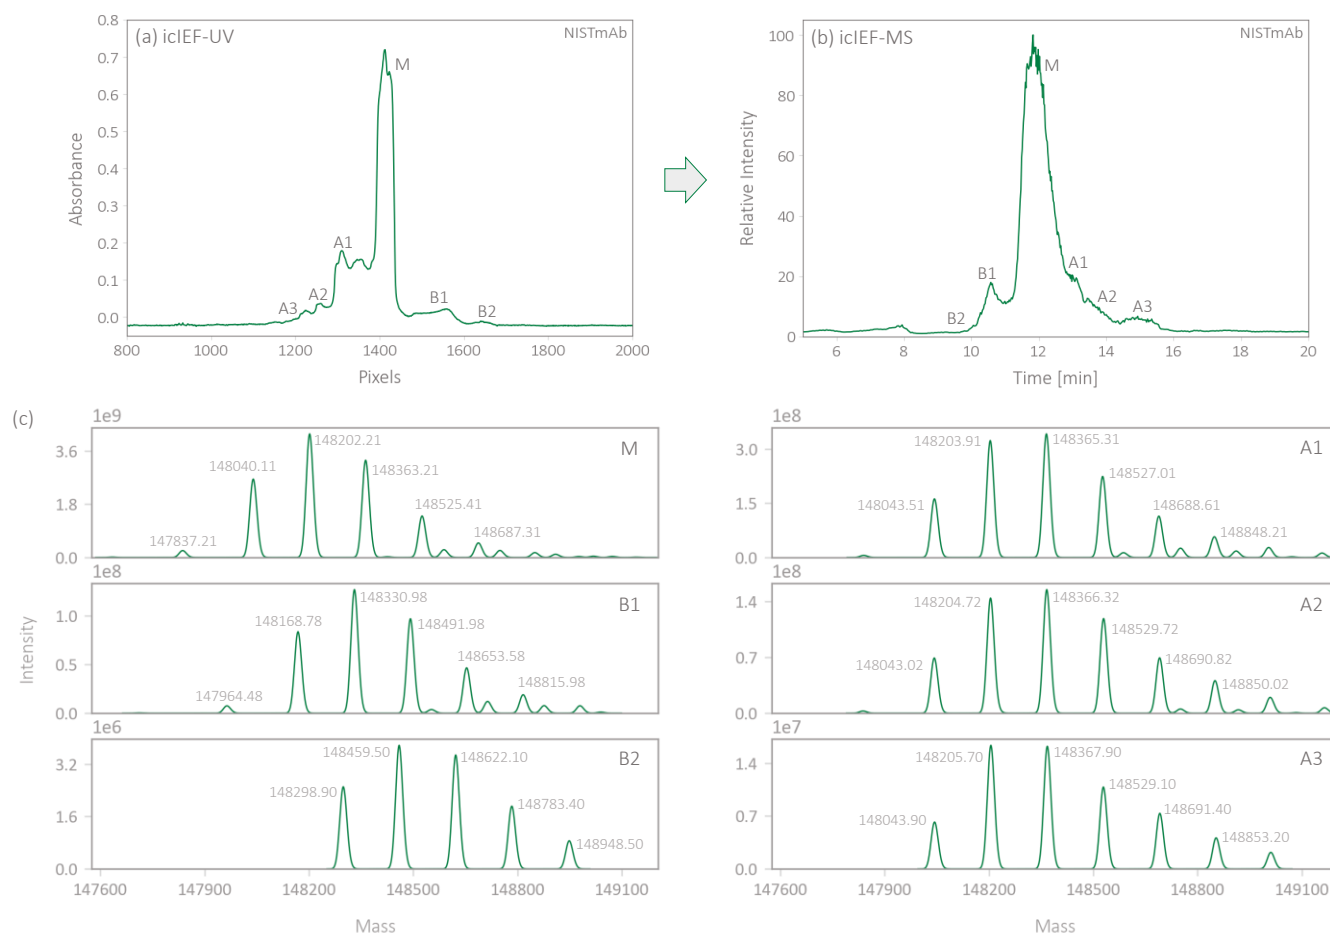 (a) icIEF-UV
NISTmAb
0.8
0.7
0.6
0.5
0.4
0.3
0.2
0.1
0.0
Absorbance
M
A1
A2
A3
B1
B2
800 1000 1200 1400 1600 1800 2000
Pixels
(b) icIEF-MS
NISTmAb
100
80
60
40
20
0
Relative Intensity
M
B1
B2
A1
A2
A3
6 8 10 12 14 16 18 20
Time [min]
(c)
1e9
M
3.6
1.8
0.0
147837.21
148040.11
148202.21
148363.21
148525.41
148687.31
1e8
B1
1.0
0.5
0.0
147964.48
148168.78
148330.98
148491.98
148653.58
148815.98
1e6
B2
3.2
1.6
0.0
148298.90
148459.50
148622.10
148783.40
148948.50
147600 147900 148200 148500 148800 149100
Mass
Intensity
1e8
A1
3.0
1.5
0.0
148043.51
148203.91
148365.31
148527.01
148688.61
148848.21
1e8
A2
1.4
0.7
0.0
148043.02
148204.72
148366.32
148529.72
148690.82
148850.02
1e7
A3
1.4
0.7
0.0
148043.90
148205.70
148367.90
148529.10
148691.40
148853.20
147600 147900 148200 148500 148800 149100
Mass